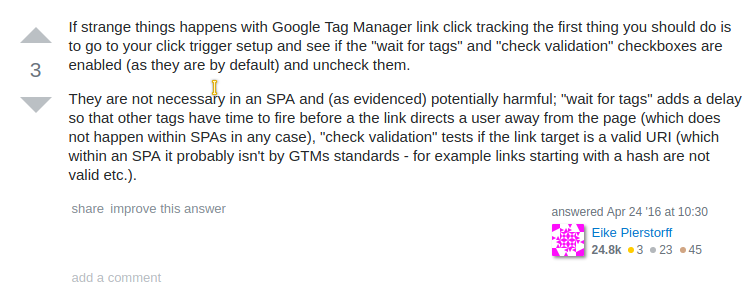 If strange things happens with Google Tag Manager link click tracking the first thing you should do is
to go to your click trigger setup and see if the "wait for tags" and "check validation" checkboxes are
enabled (as they are by default) and uncheck them.
3
They are not necessary in an SPA and (as evidenced) potentially harmful; "wait for tags" adds a delay
so that other tags have time to fire before a the link directs a user away from the page (which does
not happen within SPAs in any case), "check validation" tests if the link target is a valid URI (which
within an SPA it probably isn't by GTMs standards - for example links starting with a hash are not
valid etc.).
share improve this answer
answered Apr 24 '16 at 10:30
Eike Pierstorff
24.8k 3 23 45
add a comment